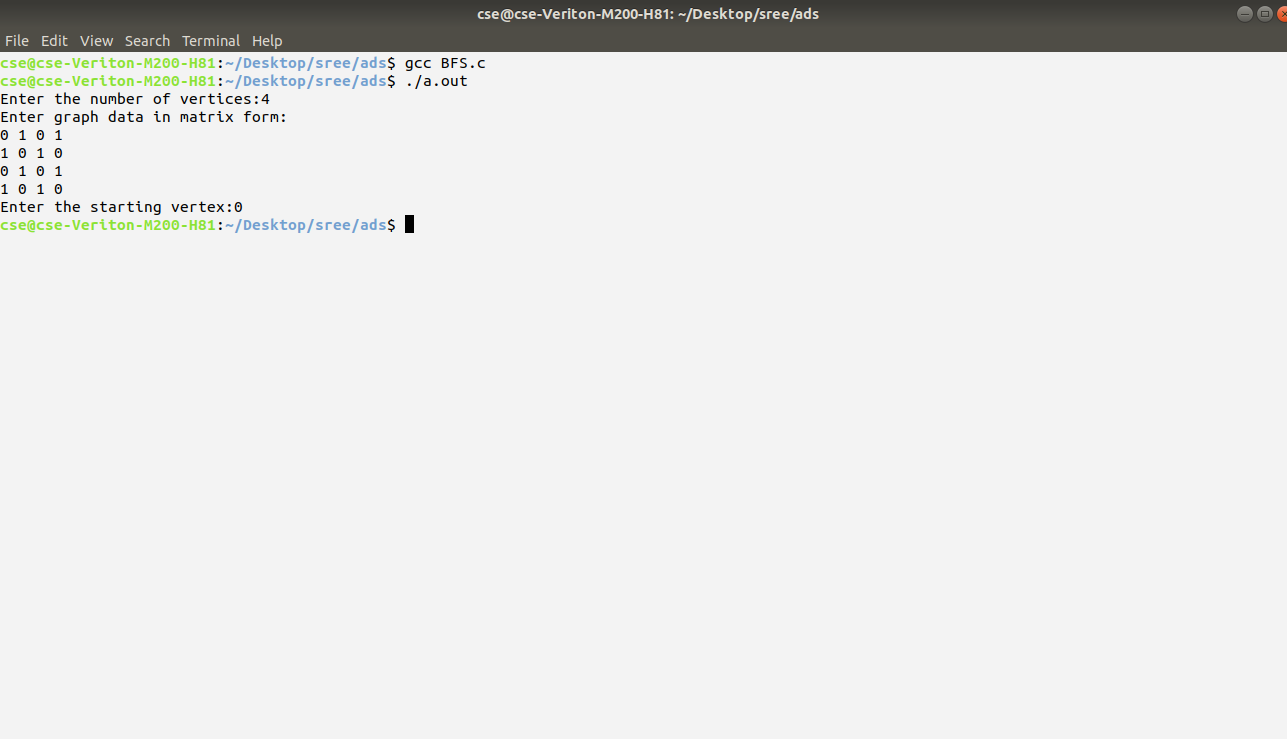 cse@cse-Veriton-M200-H81: ~/Desktop/sree/ads
File Edit View Search Terminal Help
cse@cse-Veriton-M200-H81:~/Desktop/sree/ads$ gcc BFS.c
cse@cse-Veriton-M200-H81:~/Desktop/sree/ads$ ./a.out
Enter the number of vertices:4
Enter graph data in matrix form:
0 1 0 1
1 0 1 0
0 1 0 1
1 0 1 0
Enter the starting vertex:0
cse@cse-Veriton-M200-H81:~/Desktop/sree/ads$